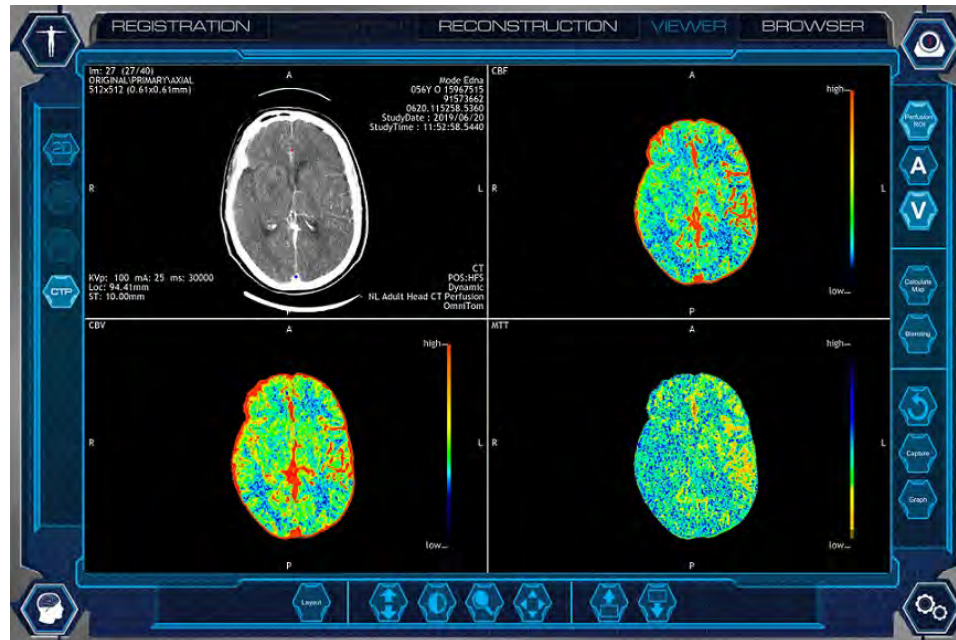 REGISTRATION
RECONSTRUCTION
VIEWER
BROWSER
Im: 27 (27/40)
ORIGINAL\PRIMARY\AXIAL
512x512 (0.61x0.61mm)
A
Mode Edna
056Y O 15967515
91573662
0620.115258.5360
StudyDate : 2019/06/20
StudyTime : 11:52:58.5440
R
L
KVp: 100 mA: 25 ms: 30000
Loc: 94.41mm
ST: 10.00mm
CT
POS:HFS
Dynamic
NL Adult Head CT Perfusion
OmniTom
CBF
A
high
R
L
low
P
CBV
A
high
R
L
low
P
MTT
A
high
R
L
low
P
2D
CTP
Perfusion
ROI
A
V
Calculate
Map
Blending
Capture
Graph
Layout